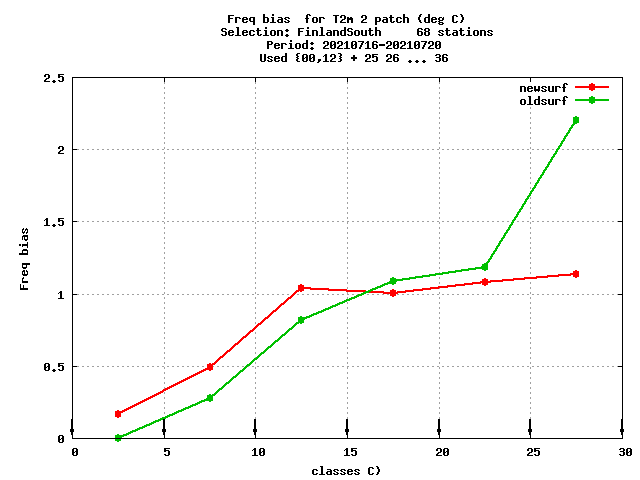 Freq bias  for T2m 2 patch (deg C)
Selection: FinlandSouth     68 stations
Period: 20210716-20210720
Used {00,12} + 25 26 ... 36
newsurf
oldsurf
2.5
2
1.5
1
0.5
0
Freq bias
0 5 10 15 20 25 30
classes C)